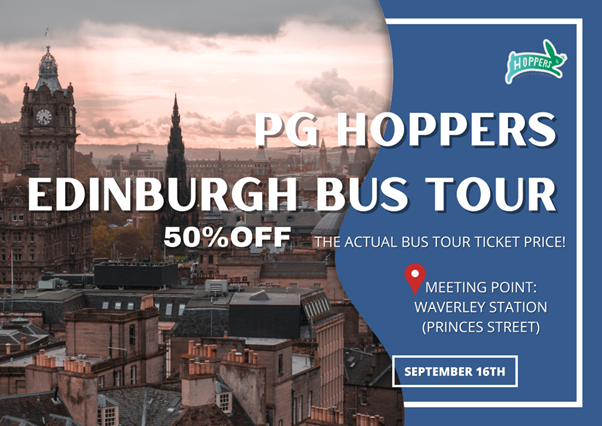 HOPPERS
PG HOPPERS
EDINBURGH BUS TOUR
50%OFF THE ACTUAL BUS TOUR TICKET PRICE!
MEETING POINT:
WAVERLEY STATION
(PRINCES STREET)
SEPTEMBER 16TH